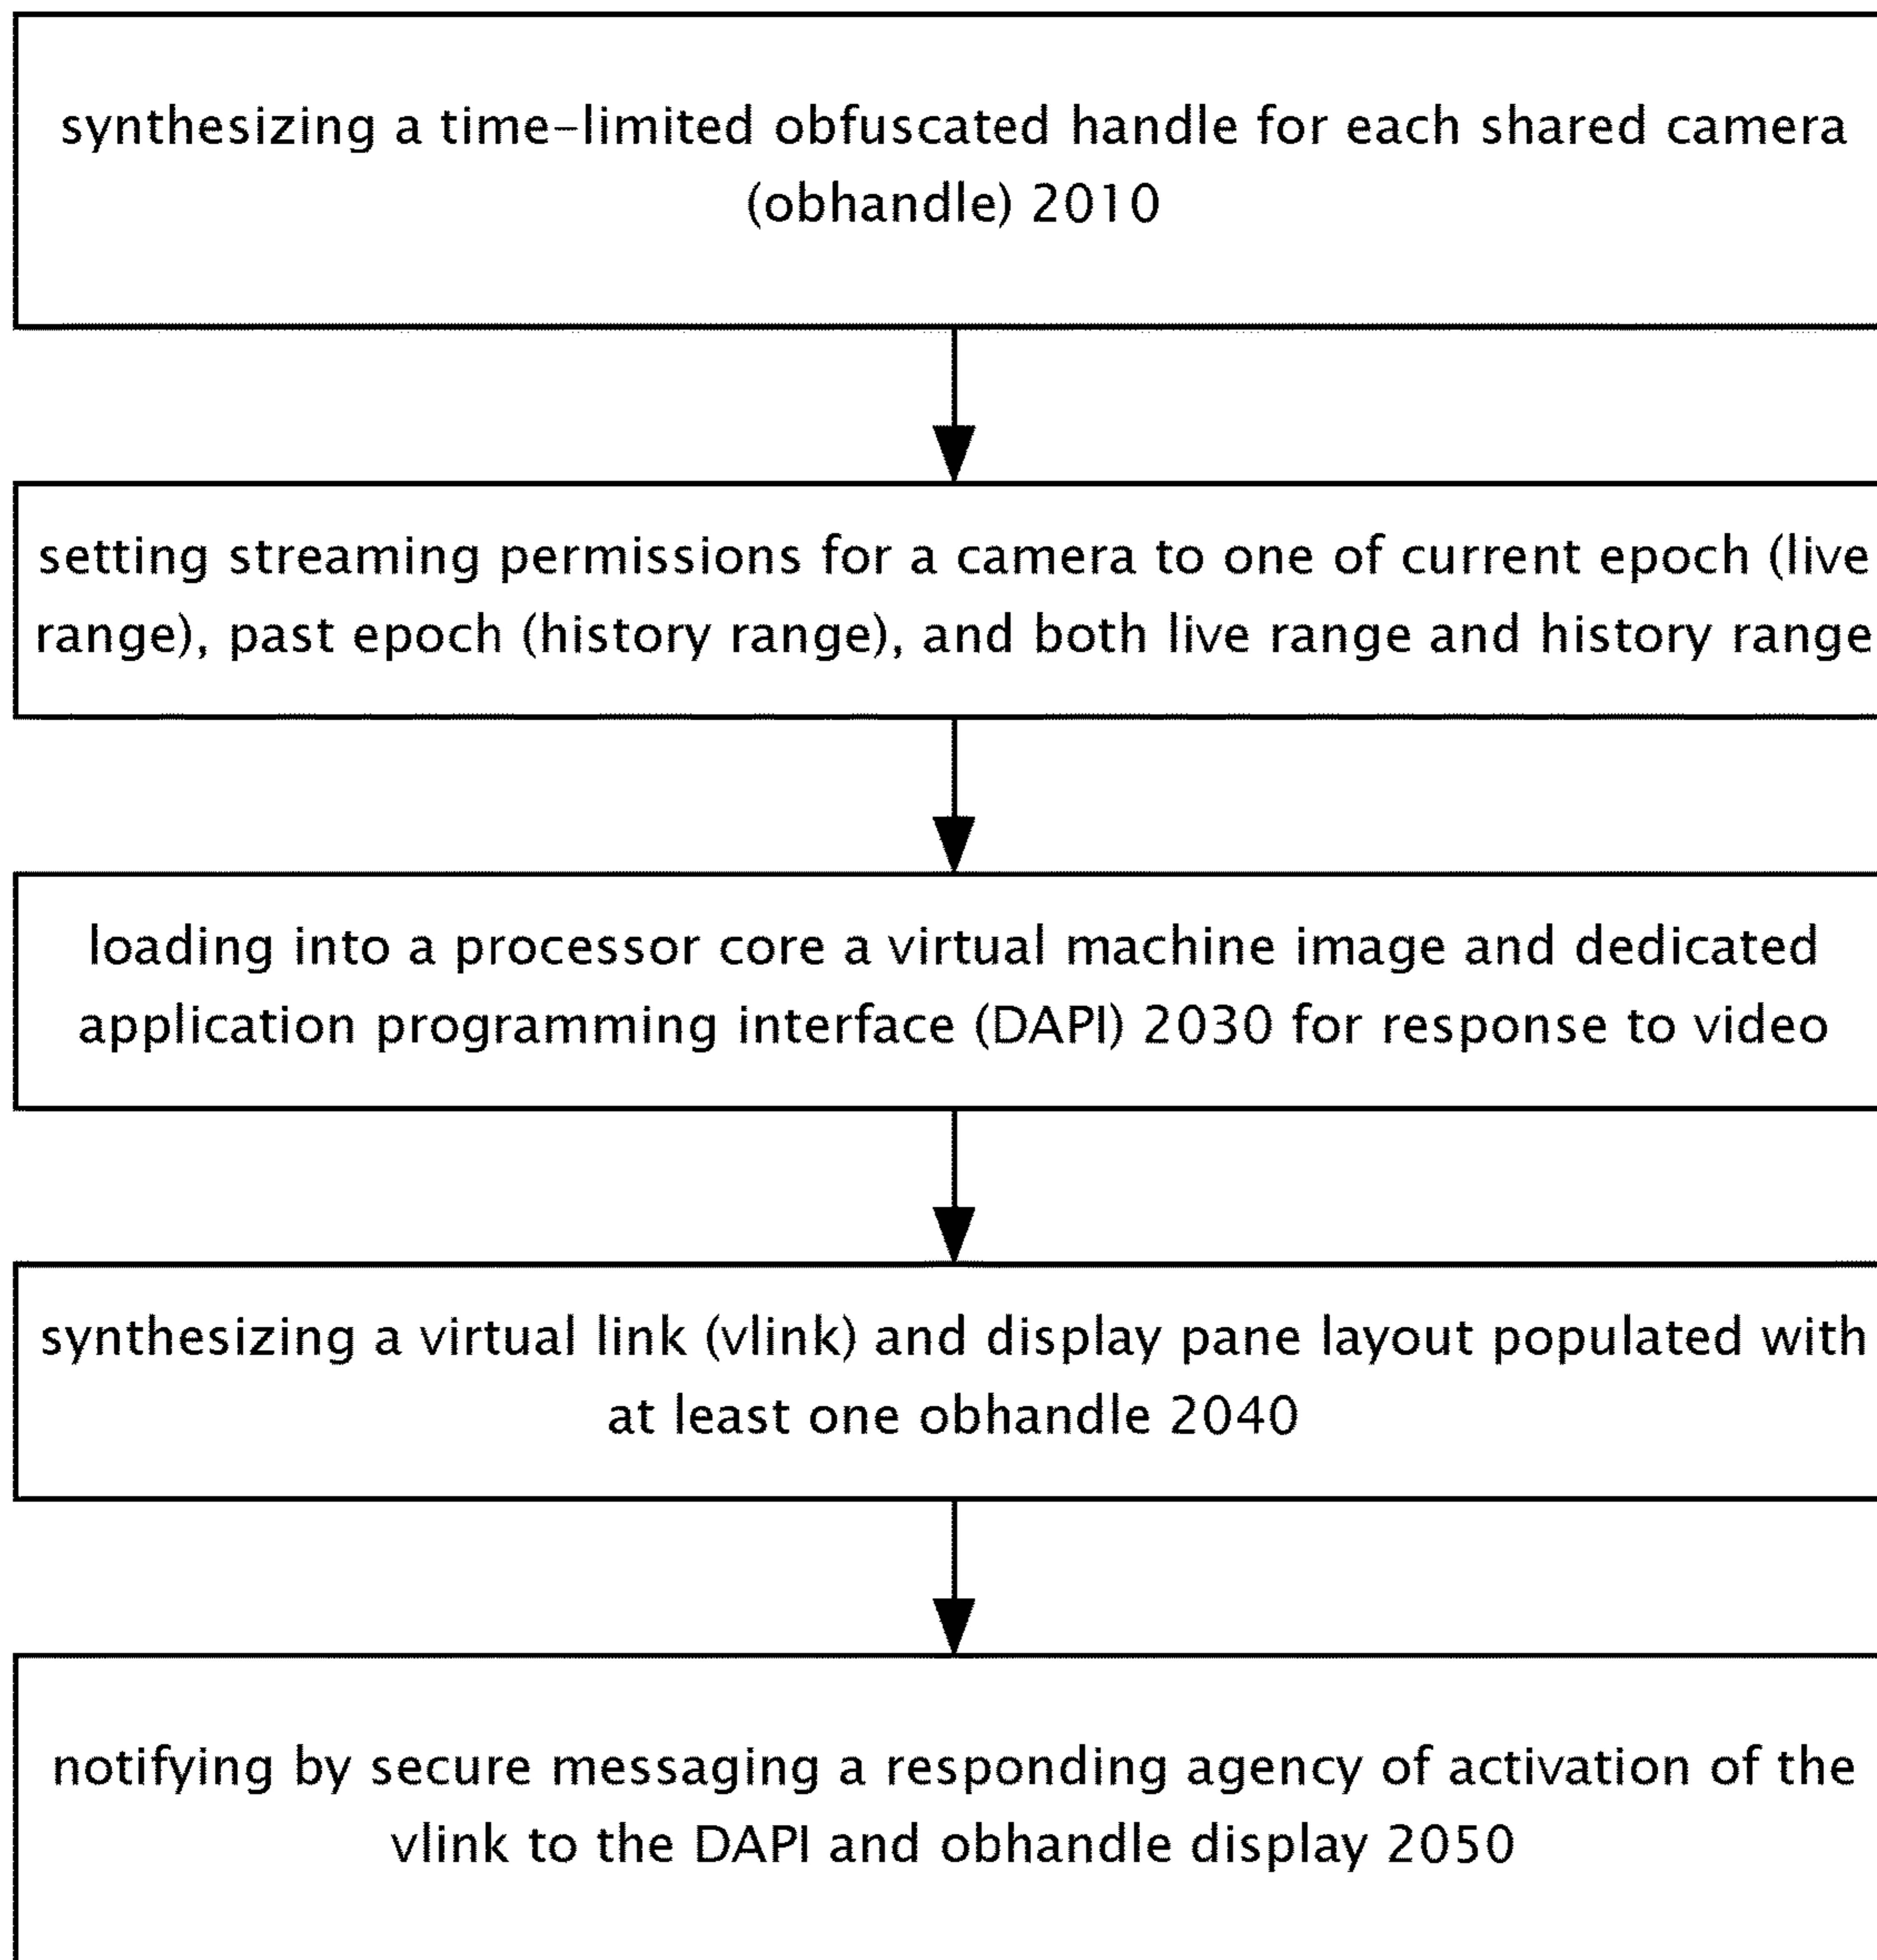 synthesizing a time-limited obfuscated handle for each shared camera
(obhandle) 2010
setting streaming permissions for a camera to one of current epoch (live
range), past epoch (history range), and both live range and history range
loading into a processor core a virtual machine image and dedicated
application programming interface (DAPI) 2030 for response to video
synthesizing a virtual link (vlink) and display pane layout populated with
at least one obhandle 2040
notifying by secure messaging a responding agency of activation of the
vlink to the DAPI and obhandle display 2050